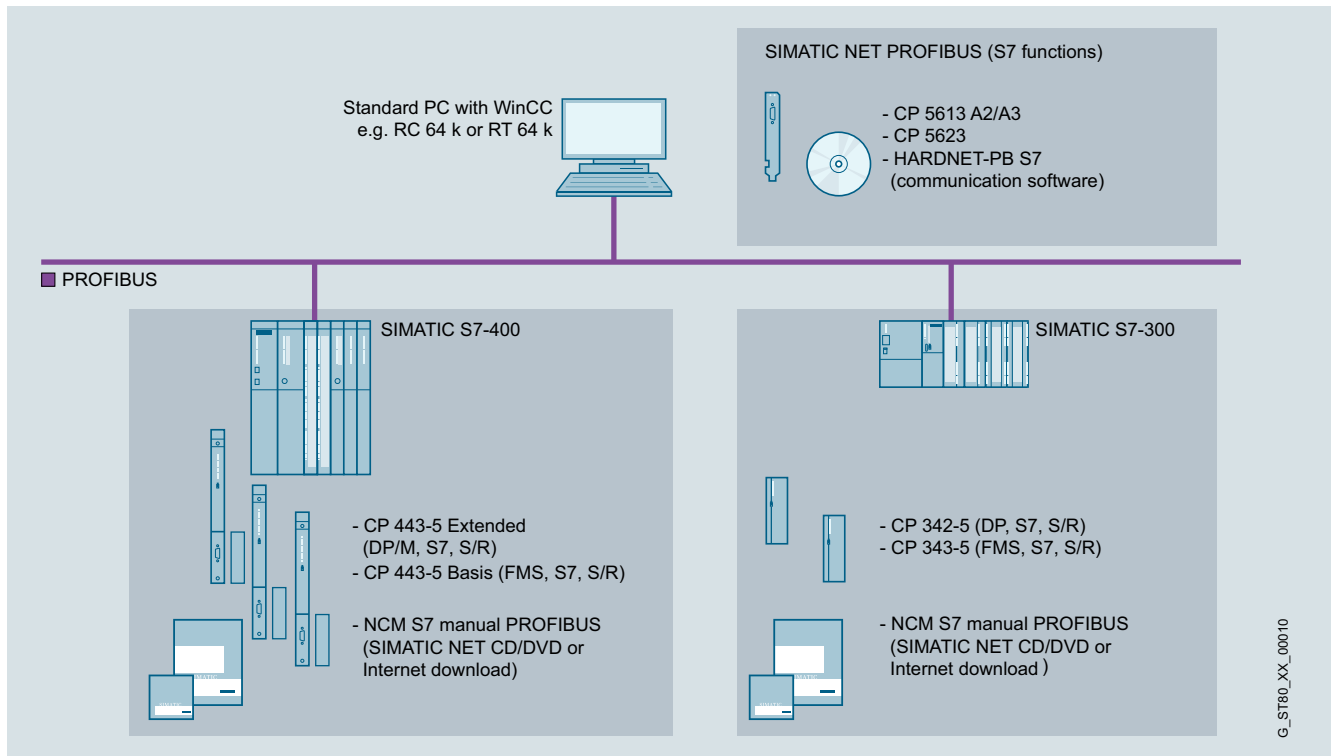 SIMATIC NET PROFIBUS (S7 functions)
Standard PC with WinCC
e.g. RC 64 k or RT 64 k
- CP 5613 A2/A3
- CP 5623
- HARDNET-PB S7
(communication software)
PROFIBUS
SIMATIC S7-400
- CP 443-5 Extended
(DP/M, S7, S/R)
- CP 443-5 Basis (FMS, S7, S/R)
- NCM S7 manual PROFIBUS
(SIMATIC NET CD/DVD or
Internet download)
SIMATIC
SIMATIC
SIMATIC S7-300
- CP 342-5 (DP, S7, S/R)
- CP 343-5 (FMS, S7, S/R)
- NCM S7 manual PROFIBUS
(SIMATIC NET CD/DVD or
Internet download )
SIMATIC
SIMATIC
G_ST80_XX_00010